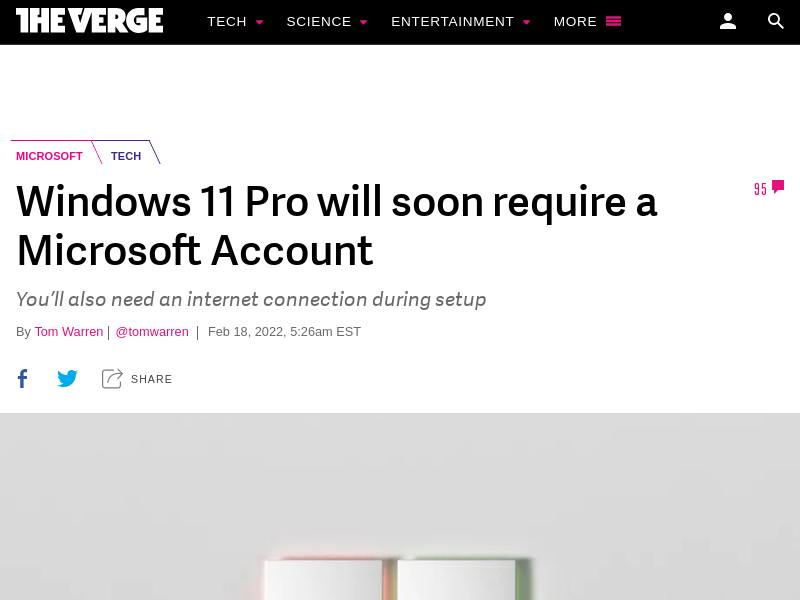 THE VERGE TECH SCIENCE ENTERTAINMENT MORE
MICROSOFT TECH
Windows 11 Pro will soon require a
Microsoft Account
95
You’ll also need an internet connection during setup
By Tom Warren | @tomwarren | Feb 18, 2022, 5:26am EST
SHARE